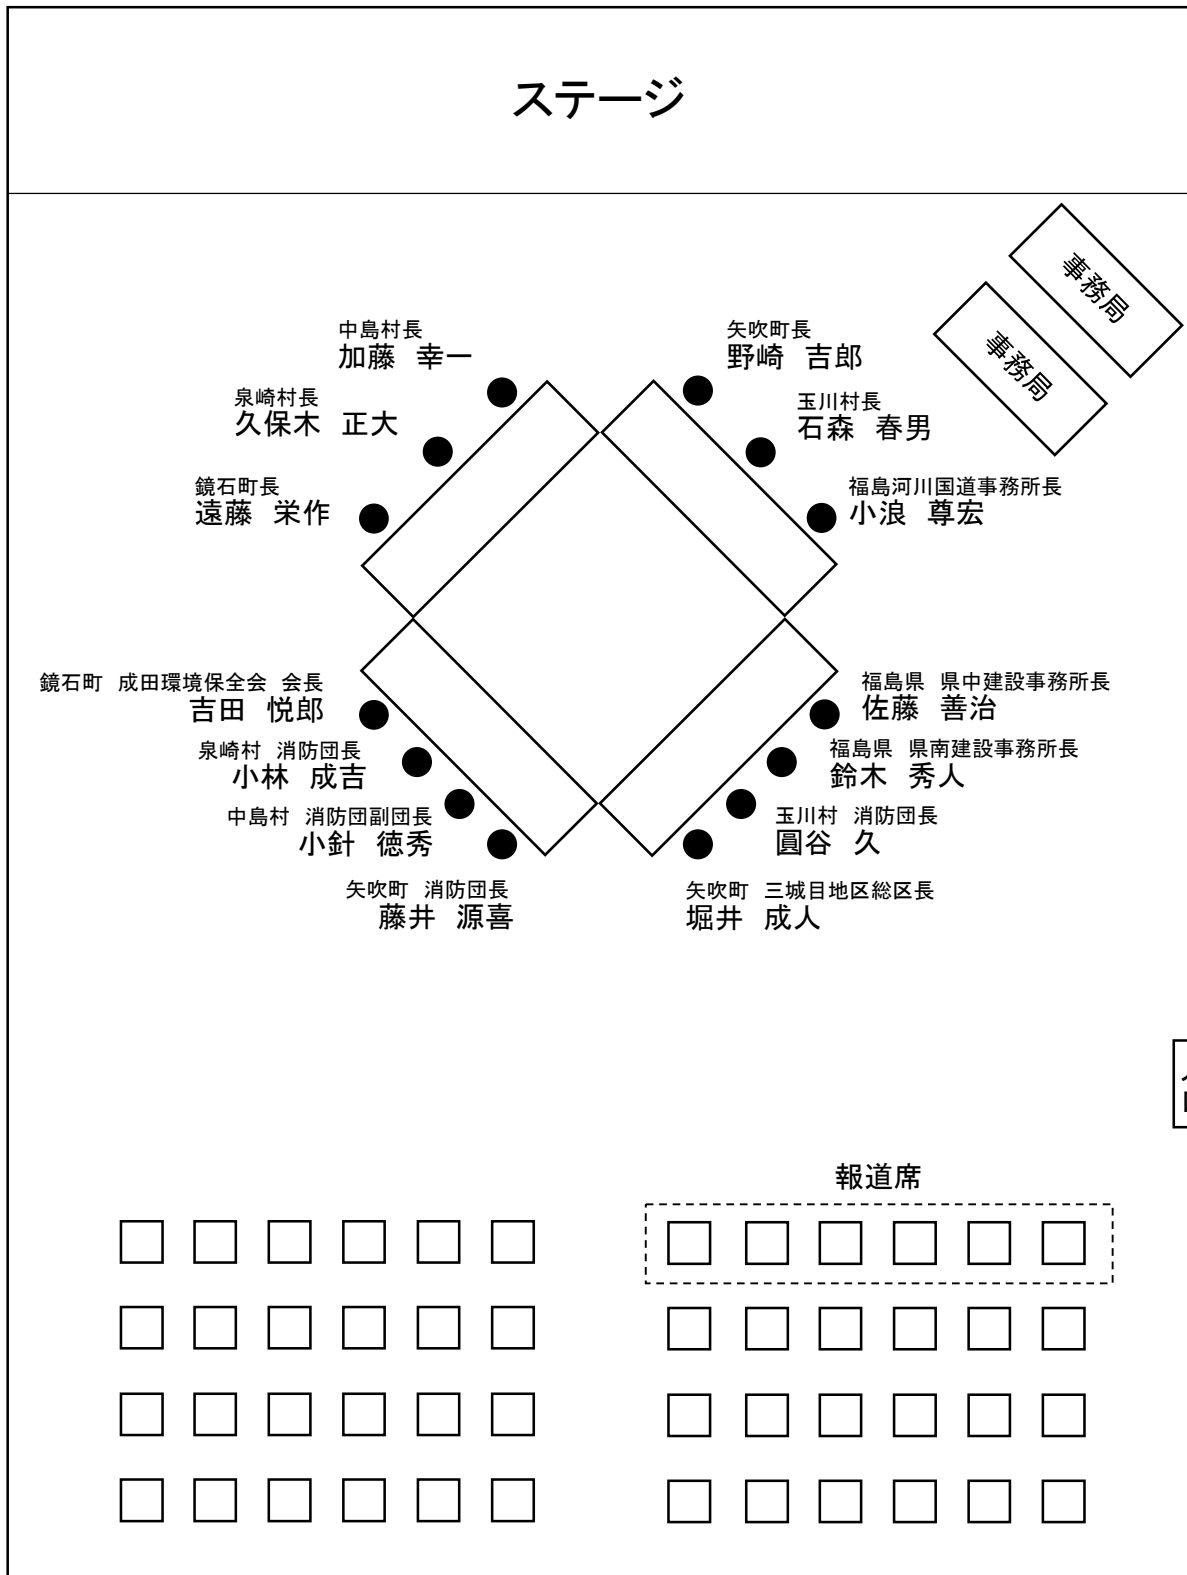 ステージ
事務局
事務局
中島村長
加藤 幸一
矢吹町長
野崎 吉郎
泉崎村長
久保木 正大
玉川村長
石森 春男
鏡石町長
遠藤 栄作
福島河川国道事務所長
小浪 尊宏
鏡石町 成田環境保全会 会長
吉田 悦郎
福島県 県中建設事務所長
佐藤 善治
泉崎村 消防団長
小林 成吉
福島県 県南建設事務所長
鈴木 秀人
中島村 消防団副団長
小針 徳秀
玉川村 消防団長
圓谷 久
矢吹町 消防団長
藤井 源喜
矢吹町 三城目地区総区長
堀井 成人
報道席